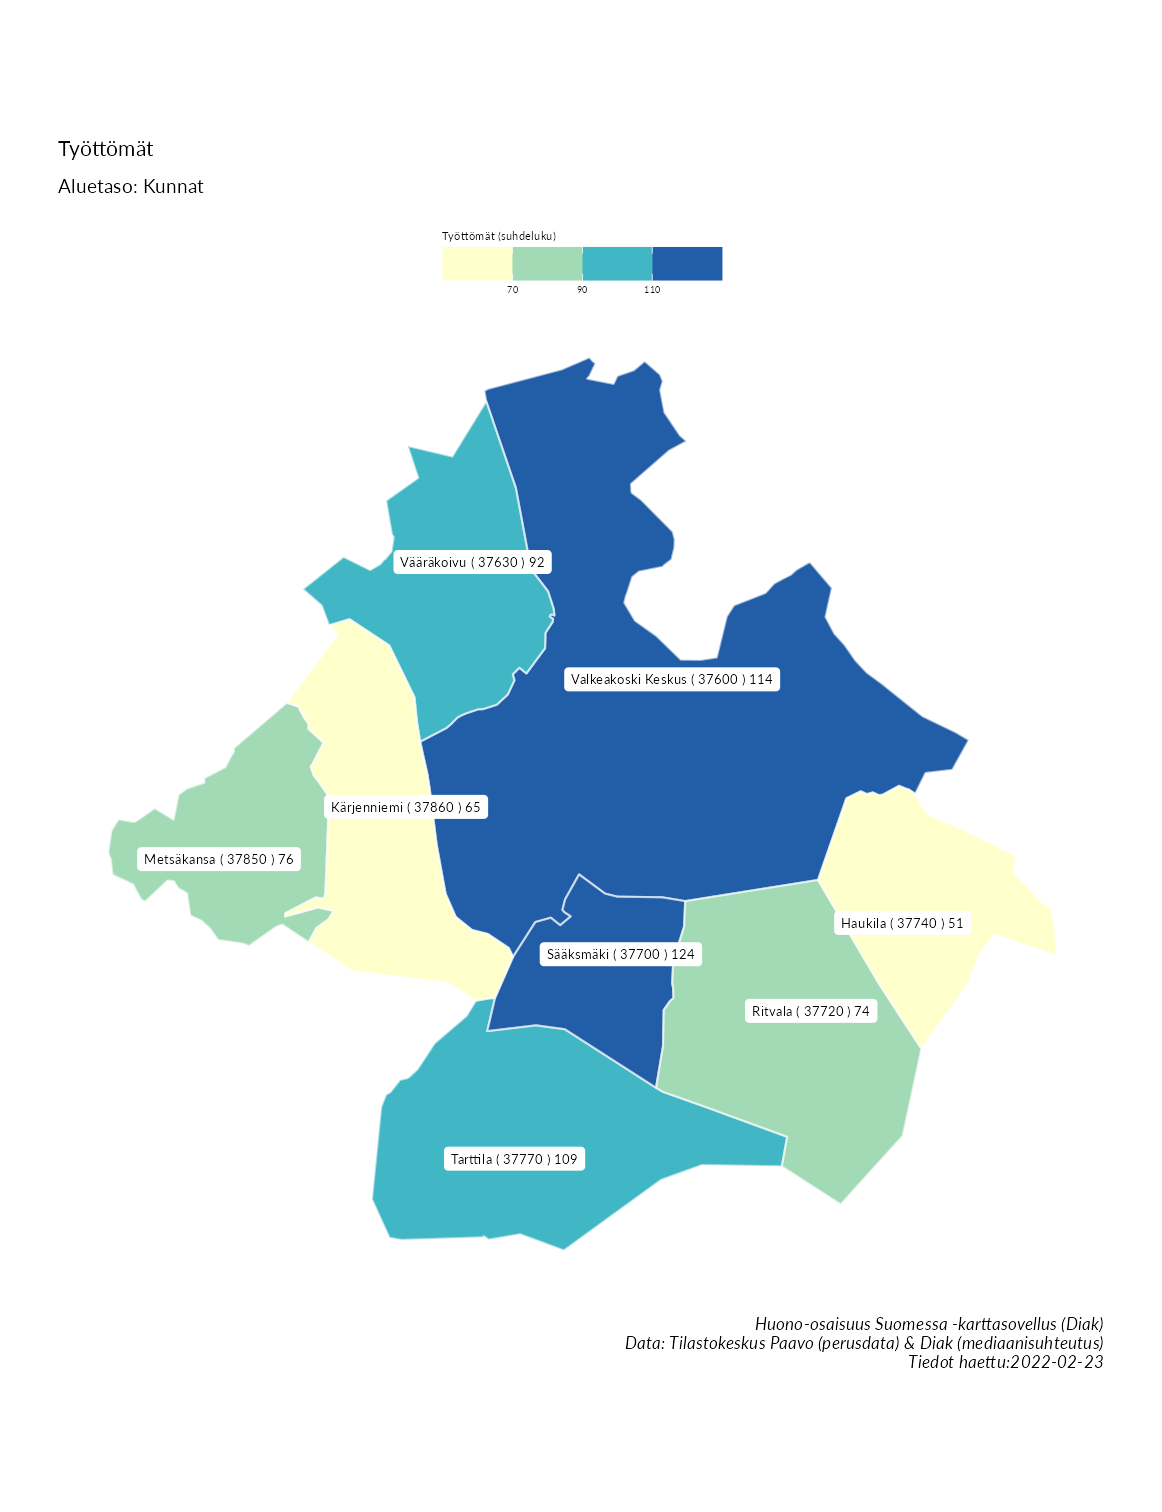 Työttömät
Aluetaso: Kunnat
Työttömät (suhdeluku)
70 90 110
Vääräkoivu ( 37630 ) 92
Valkeakoski Keskus ( 37600 ) 114
Kärjenniemi ( 37860 ) 65
Metsäkansa ( 37850 ) 76
Haukila ( 37740 ) 51
Sääksmäki ( 37700 ) 124
Ritvala ( 37720 ) 74
Tarttila ( 37770 ) 109
Huono-osaisuus Suomessa -karttasovellus (Diak)
Data: Tilastokeskus Paavo (perusdata) & Diak (mediaanisuhteutus)
Tiedot haettu:2022-02-23